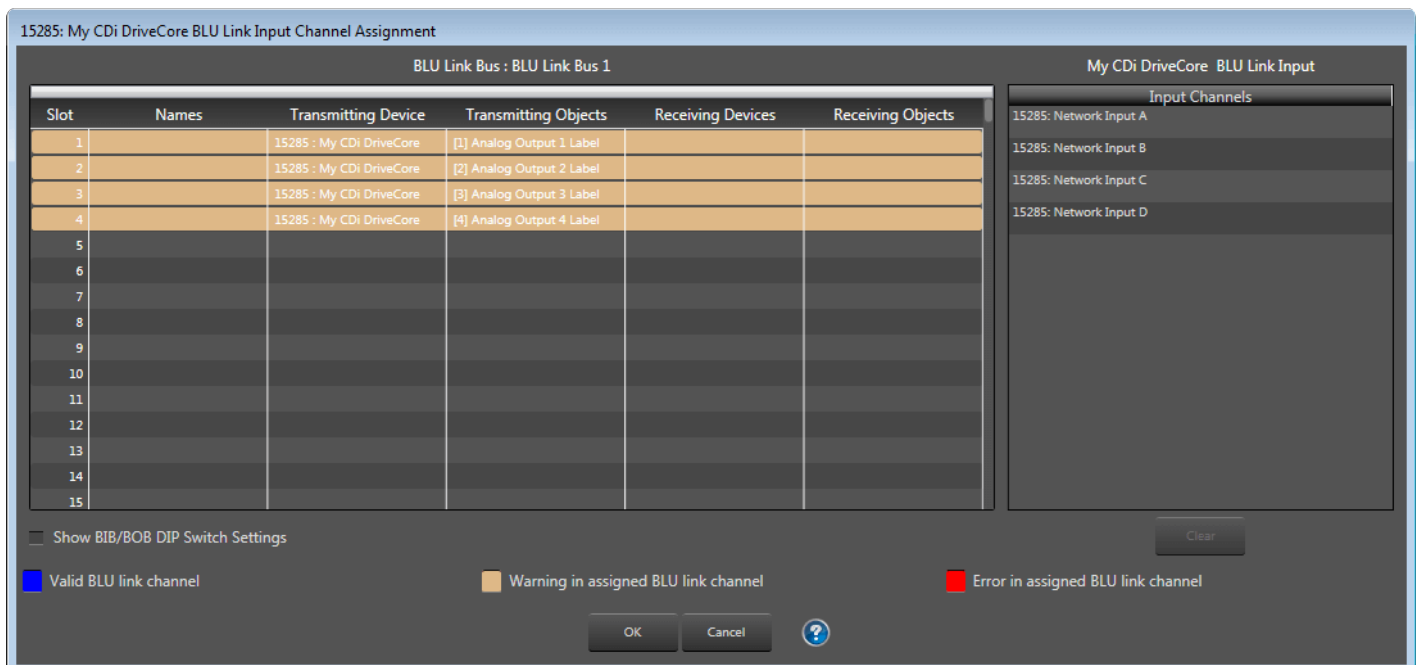 15285: My CDi DriveCore BLU Link Input Channel Assignment
BLU Link Bus : BLU Link Bus 1
My CDi DriveCore BLU Link Input
Slot Names Transmitting Device Transmitting Objects Receiving Devices Receiving Objects
1 15285 : My CDi DriveCore [1] Analog Output 1 Label
2 15285 : My CDi DriveCore [2] Analog Output 2 Label
3 15285 : My CDi DriveCore [3] Analog Output 3 Label
4 15285 : My CDi DriveCore [4] Analog Output 4 Label
5
6
7
8
9
10
11
12
13
14
15
Input Channels
15285: Network Input A
15285: Network Input B
15285: Network Input C
15285: Network Input D
Show BIB/BOB DIP Switch Settings
Clear
Valid BLU link channel
Warning in assigned BLU link channel
Error in assigned BLU link channel
OK Cancel ?